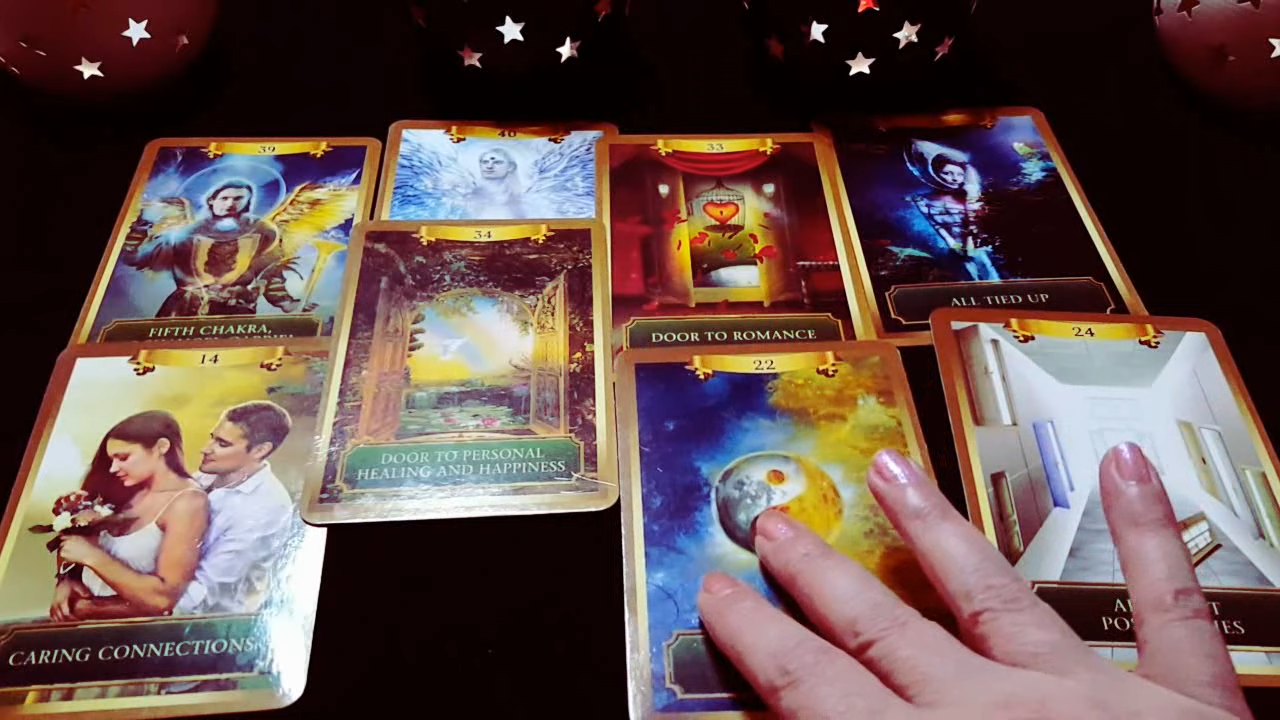 39
FIFTH CHAKRA,
40
33
DOOR TO ROMANCE
ALL TIED UP
14
CARING CONNECTIONS
34
DOOR TO PERSONAL
HEALING AND HAPPINESS
22
24